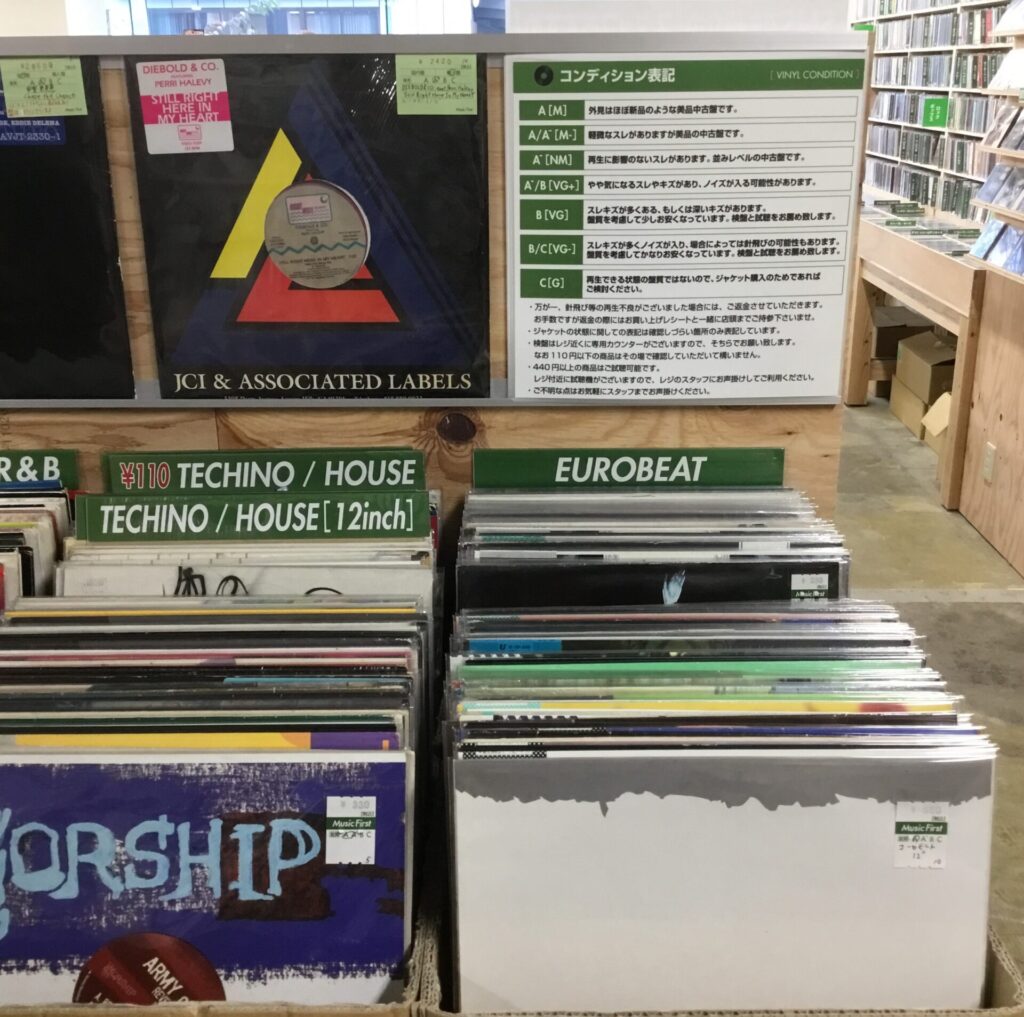 ¥2420
A B C
DIEBOLD & CO.
FEATURING
PERRI HALEVY
STILL RIGHT
HERE IN
MY HEART
AVJT-2330-1
JCI & ASSOCIATED LABELS
コンディション表記
[ VINYL CONDITION ]
A [M] 外見はほぼ新品のような美品中古盤です。
A/A⁻ [M-] 軽微なスレがありますが美品の中古盤です。
A⁻ [NM] 再生に影響のないスレがあります。並みレベルの中古盤です。
A⁻/B [VG+] やや気になるスレやキズがあり、ノイズが入る可能性があります。
B [VG] スレキズが多くある、もしくは深いキズがあります。
盤質を考慮して少しお安くなっています。検盤と試聴をお薦め致します。
B/C [VG-] スレキズが多くノイズが入り、場合によっては針飛びの可能性もあります。
盤質を考慮してかなりお安くなっています。検盤と試聴をお薦め致します。
C [G] 再生できる状態の盤質ではないので、ジャケット購入のためであれば
ご検討ください。
・万が一、針飛び等の再生不良がございました場合には、ご返金させていただきます。
お手数ですが返金の際にはお買い上げレシートと一緒に店頭までご持参下さいませ。
・ジャケットの状態に関しての表記は確認しづらい箇所のみ表記しています。
・検盤はレジ近くに専用カウンターがございますので、そちらでお願い致します。
なお110円以下の商品はその場で確認していただいて構いません。
・440円以上の商品はご試聴可能です。
レジ付近に試聴機がございますので、レジのスタッフにお声掛けしてご利用ください。
・ご不明な点はお気軽にスタッフまでお声掛けください。
R&B
¥110 TECHINO / HOUSE
TECHINO / HOUSE [12inch]
EUROBEAT
Music First
ORSHIP
¥ 330
Music First
A B C
ARMY
Music First
A B C
12"